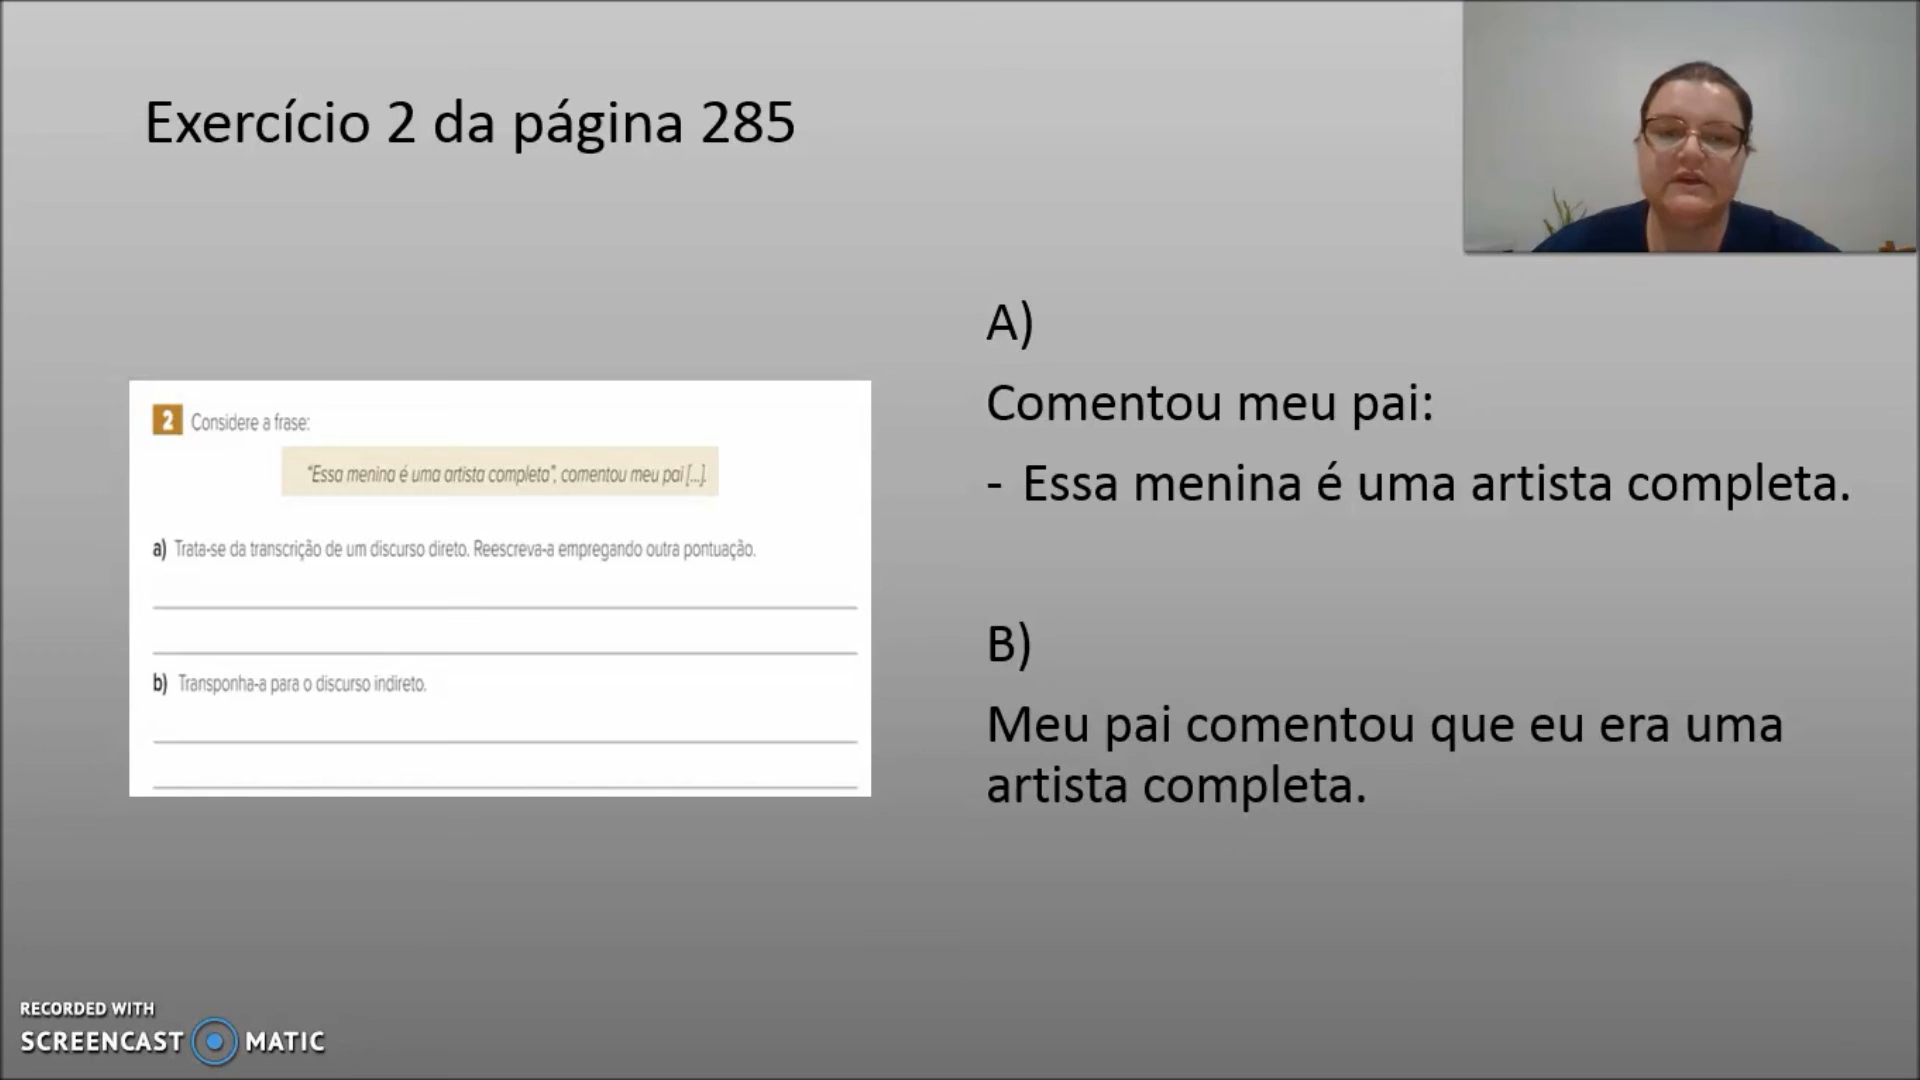 Exercício 2 da página 285
2 Considere a frase:
"Essa menina é uma artista completa", comentou meu pai [...].
a) Trata-se da transcrição de um discurso direto. Reescreva-a empregando outra pontuação.
b) Transponha-a para o discurso indireto.
A)
Comentou meu pai:
- Essa menina é uma artista completa.
B)
Meu pai comentou que eu era uma
artista completa.
RECORDED WITH
SCREENCAST MATIC